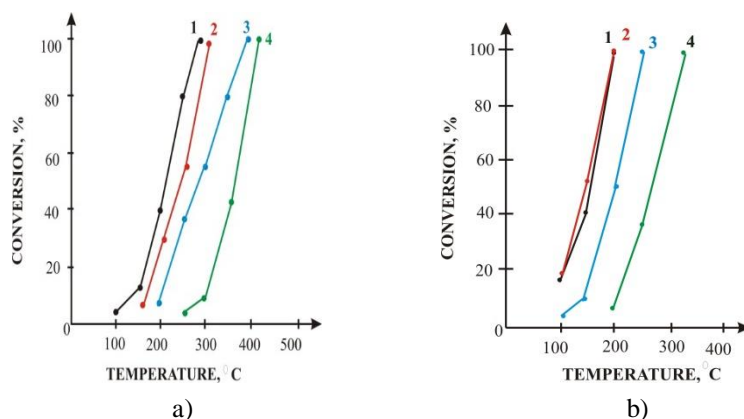 1 2 3 4
100
80
60
40
20
0
CONVERSION, %
100 200 300 400 500
TEMPERATURE, °C
a)
1 2 3 4
100
80
60
40
20
0
CONVERSION, %
100 200 300 400
TEMPERATURE, °C
b)